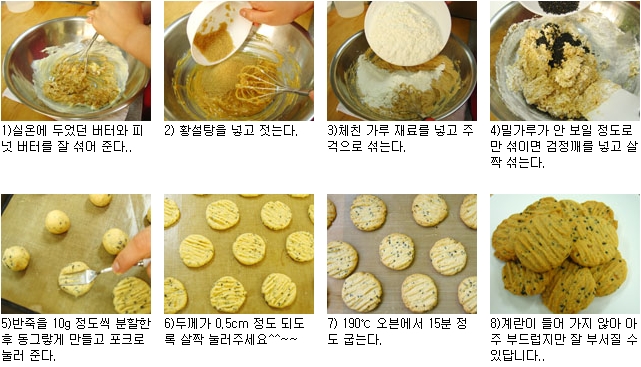 1)실온에 두었던 버터와 피
넛 버터를 잘 섞어 준다..
2) 황설탕을 넣고 젓는다.
3)체친 가루 재료를 넣고 주
걱으로 섞는다.
4)밀가루가 안 보일 정도로
만 섞이면 검정깨를 넣고 살
짝 섞는다.
5)반죽을 10g 정도씩 분할한
후 동그랗게 만들고 포크로
눌러 준다.
6)두께가 0,5cm 정도 되도
록 살짝 눌러주세요^^~~
7) 190℃ 오븐에서 15분 정
도 굽는다.
8)계란이 들어 가지 않아 아
주 부드럽지만 잘 부서질 수
있답니다..